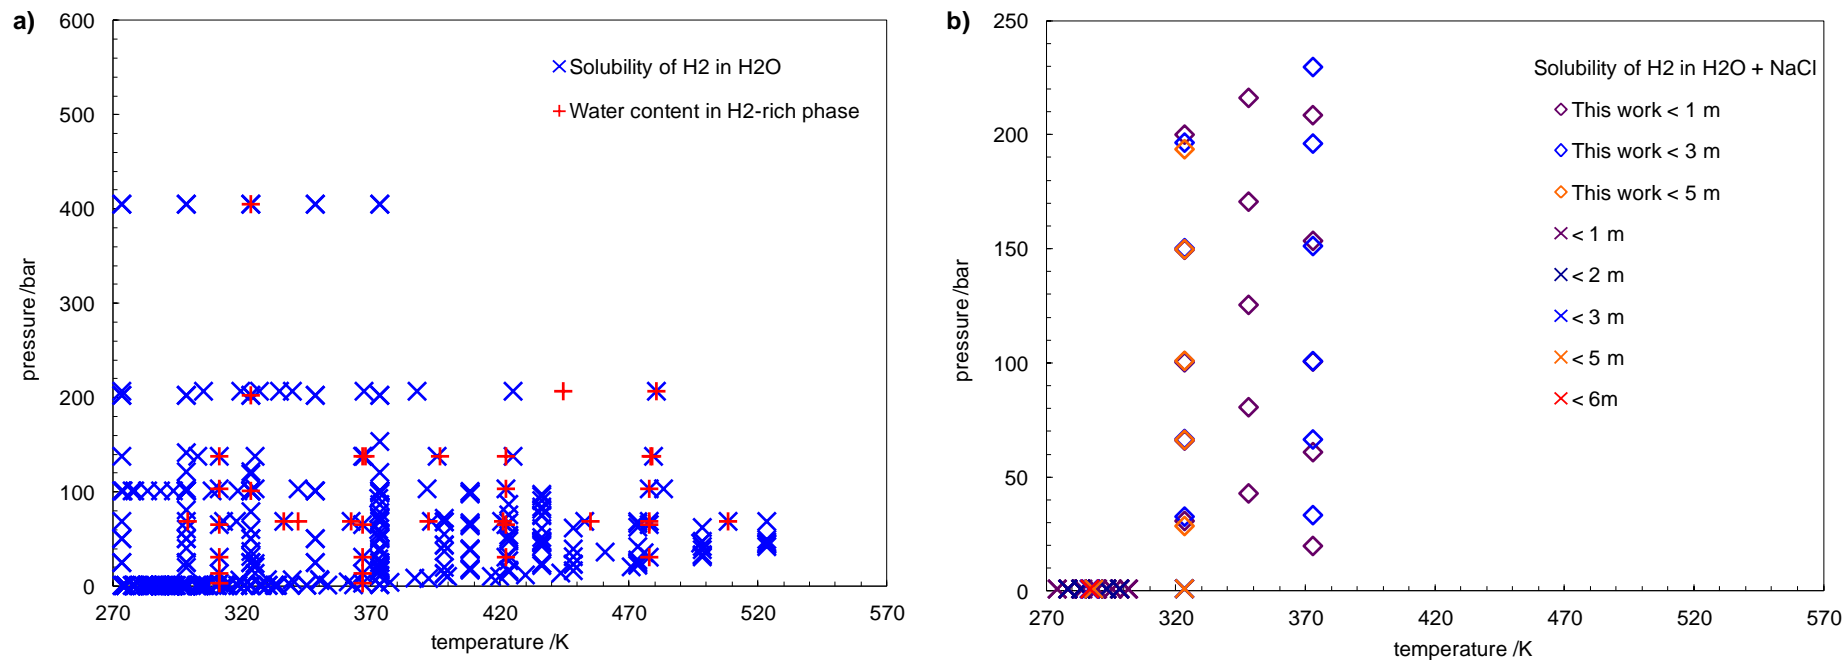 a)
600
500
400
300
200
100
0
pressure /bar
270
320
370
420
470
520
570
temperature /K
Solubility of H2 in H2O
Water content in H2-rich phase
b)
250
200
150
100
50
0
pressure /bar
270
320
370
420
470
520
570
temperature /K
Solubility of H2 in H2O + NaCl
This work < 1 m
This work < 3 m
This work < 5 m
< 1 m
< 2 m
< 3 m
< 5 m
< 6m